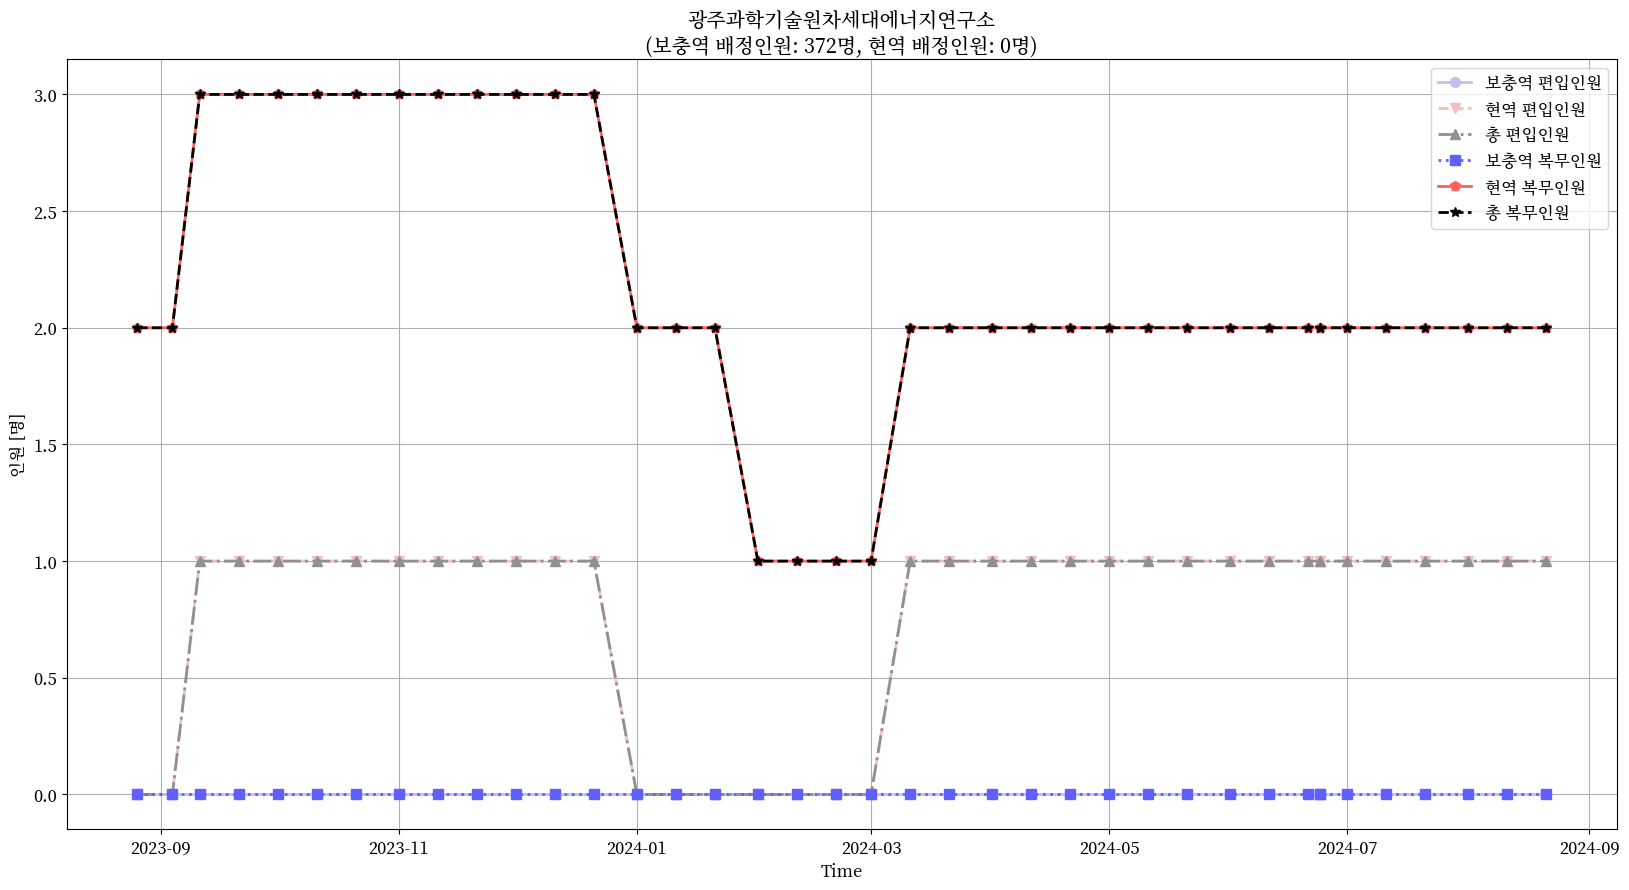 광주과학기술원차세대에너지연구소
(보충역 배정인원: 372명, 현역 배정인원: 0명)
보충역 편입인원
현역 편입인원
총 편입인원
보충역 복무인원
현역 복무인원
총 복무인원
3.0
2.5
2.0
1.5
1.0
0.5
0.0
인원 [명]
2023-09
2023-11
2024-01
2024-03
2024-05
2024-07
2024-09
Time